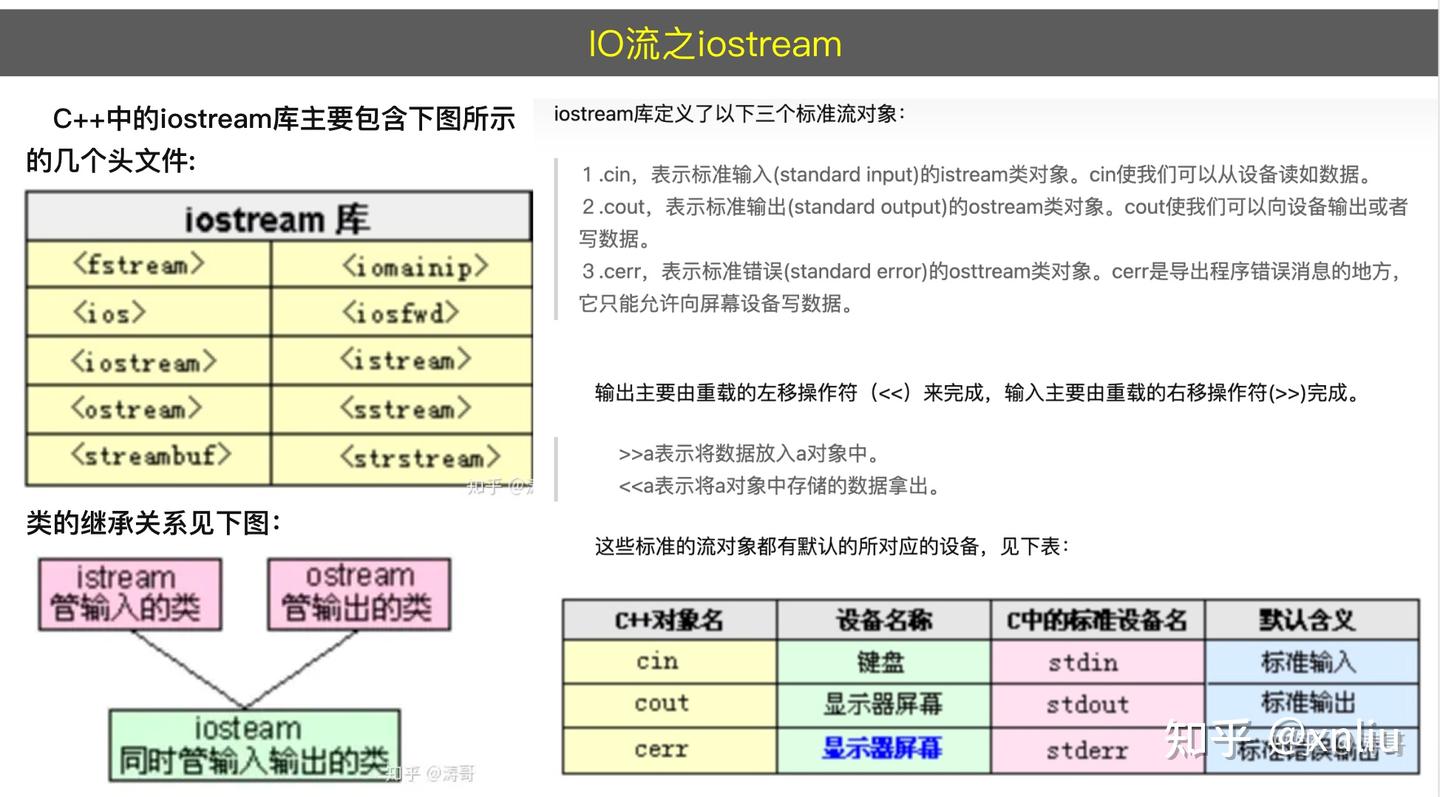 IO流之iostream
C++中的iostream库主要包含下图所示
的几个头文件:
iostream 库
<fstream> <iomainip>
<ios> <iosfwd>
<iostream> <istream>
<ostream> <sstream>
<streambuf> <strstream>
知乎 @涛
类的继承关系见下图：
istream
管输入的类
ostream
管输出的类
iosteam
同时管输入输出的类
知乎 @涛哥
iostream库定义了以下三个标准流对象：
１.cin，表示标准输入(standard input)的istream类对象。cin使我们可以从设备读如数据。
２.cout，表示标准输出(standard output)的ostream类对象。cout使我们可以向设备输出或者
写数据。
３.cerr，表示标准错误(standard error)的osttream类对象。cerr是导出程序错误消息的地方，
它只能允许向屏幕设备写数据。
输出主要由重载的左移操作符（<<）来完成，输入主要由重载的右移操作符(>>)完成。
>>a表示将数据放入a对象中。
<<a表示将a对象中存储的数据拿出。
这些标准的流对象都有默认的所对应的设备，见下表：
C++对象名 设备名称 C中的标准设备名 默认含义
cin 键盘 stdin 标准输入
cout 显示器屏幕 stdout 标准输出
cerr 显示器屏幕 stderr 标准错误输出
知乎 @xnliu